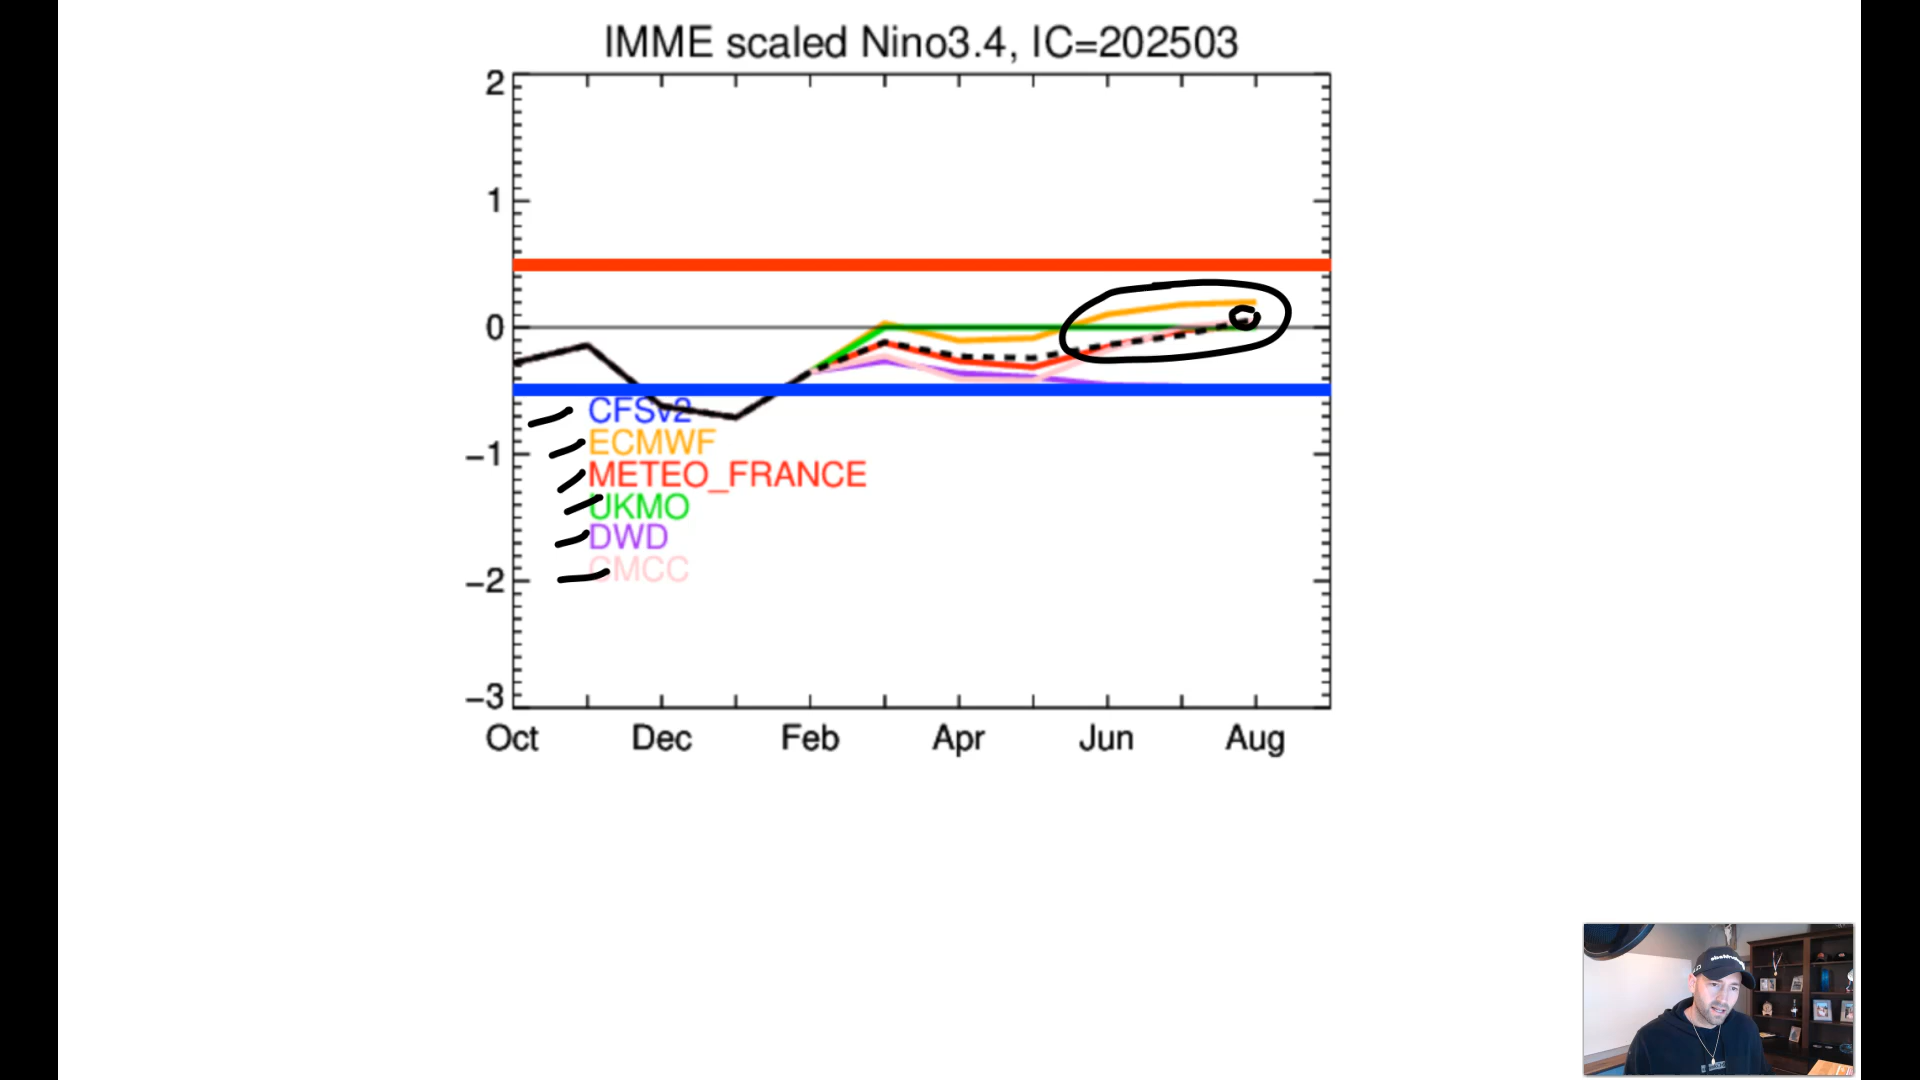 IMME scaled Nino3.4, IC=202503
2
1
0
−1
−2
−3
CFSv2
ECMWF
METEO_FRANCE
UKMO
DWD
CMCC
Oct Dec Feb Apr Jun Aug